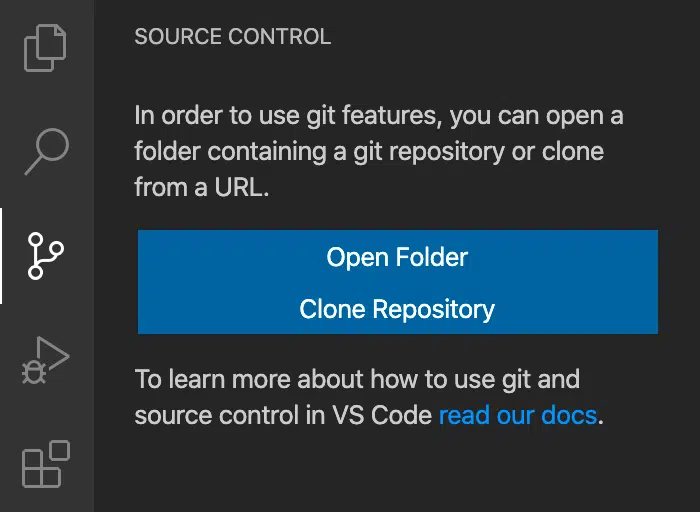 SOURCE CONTROL
In order to use git features, you can open a
folder containing a git repository or clone
from a URL.
Open Folder
Clone Repository
To learn more about how to use git and
source control in VS Code read our docs.